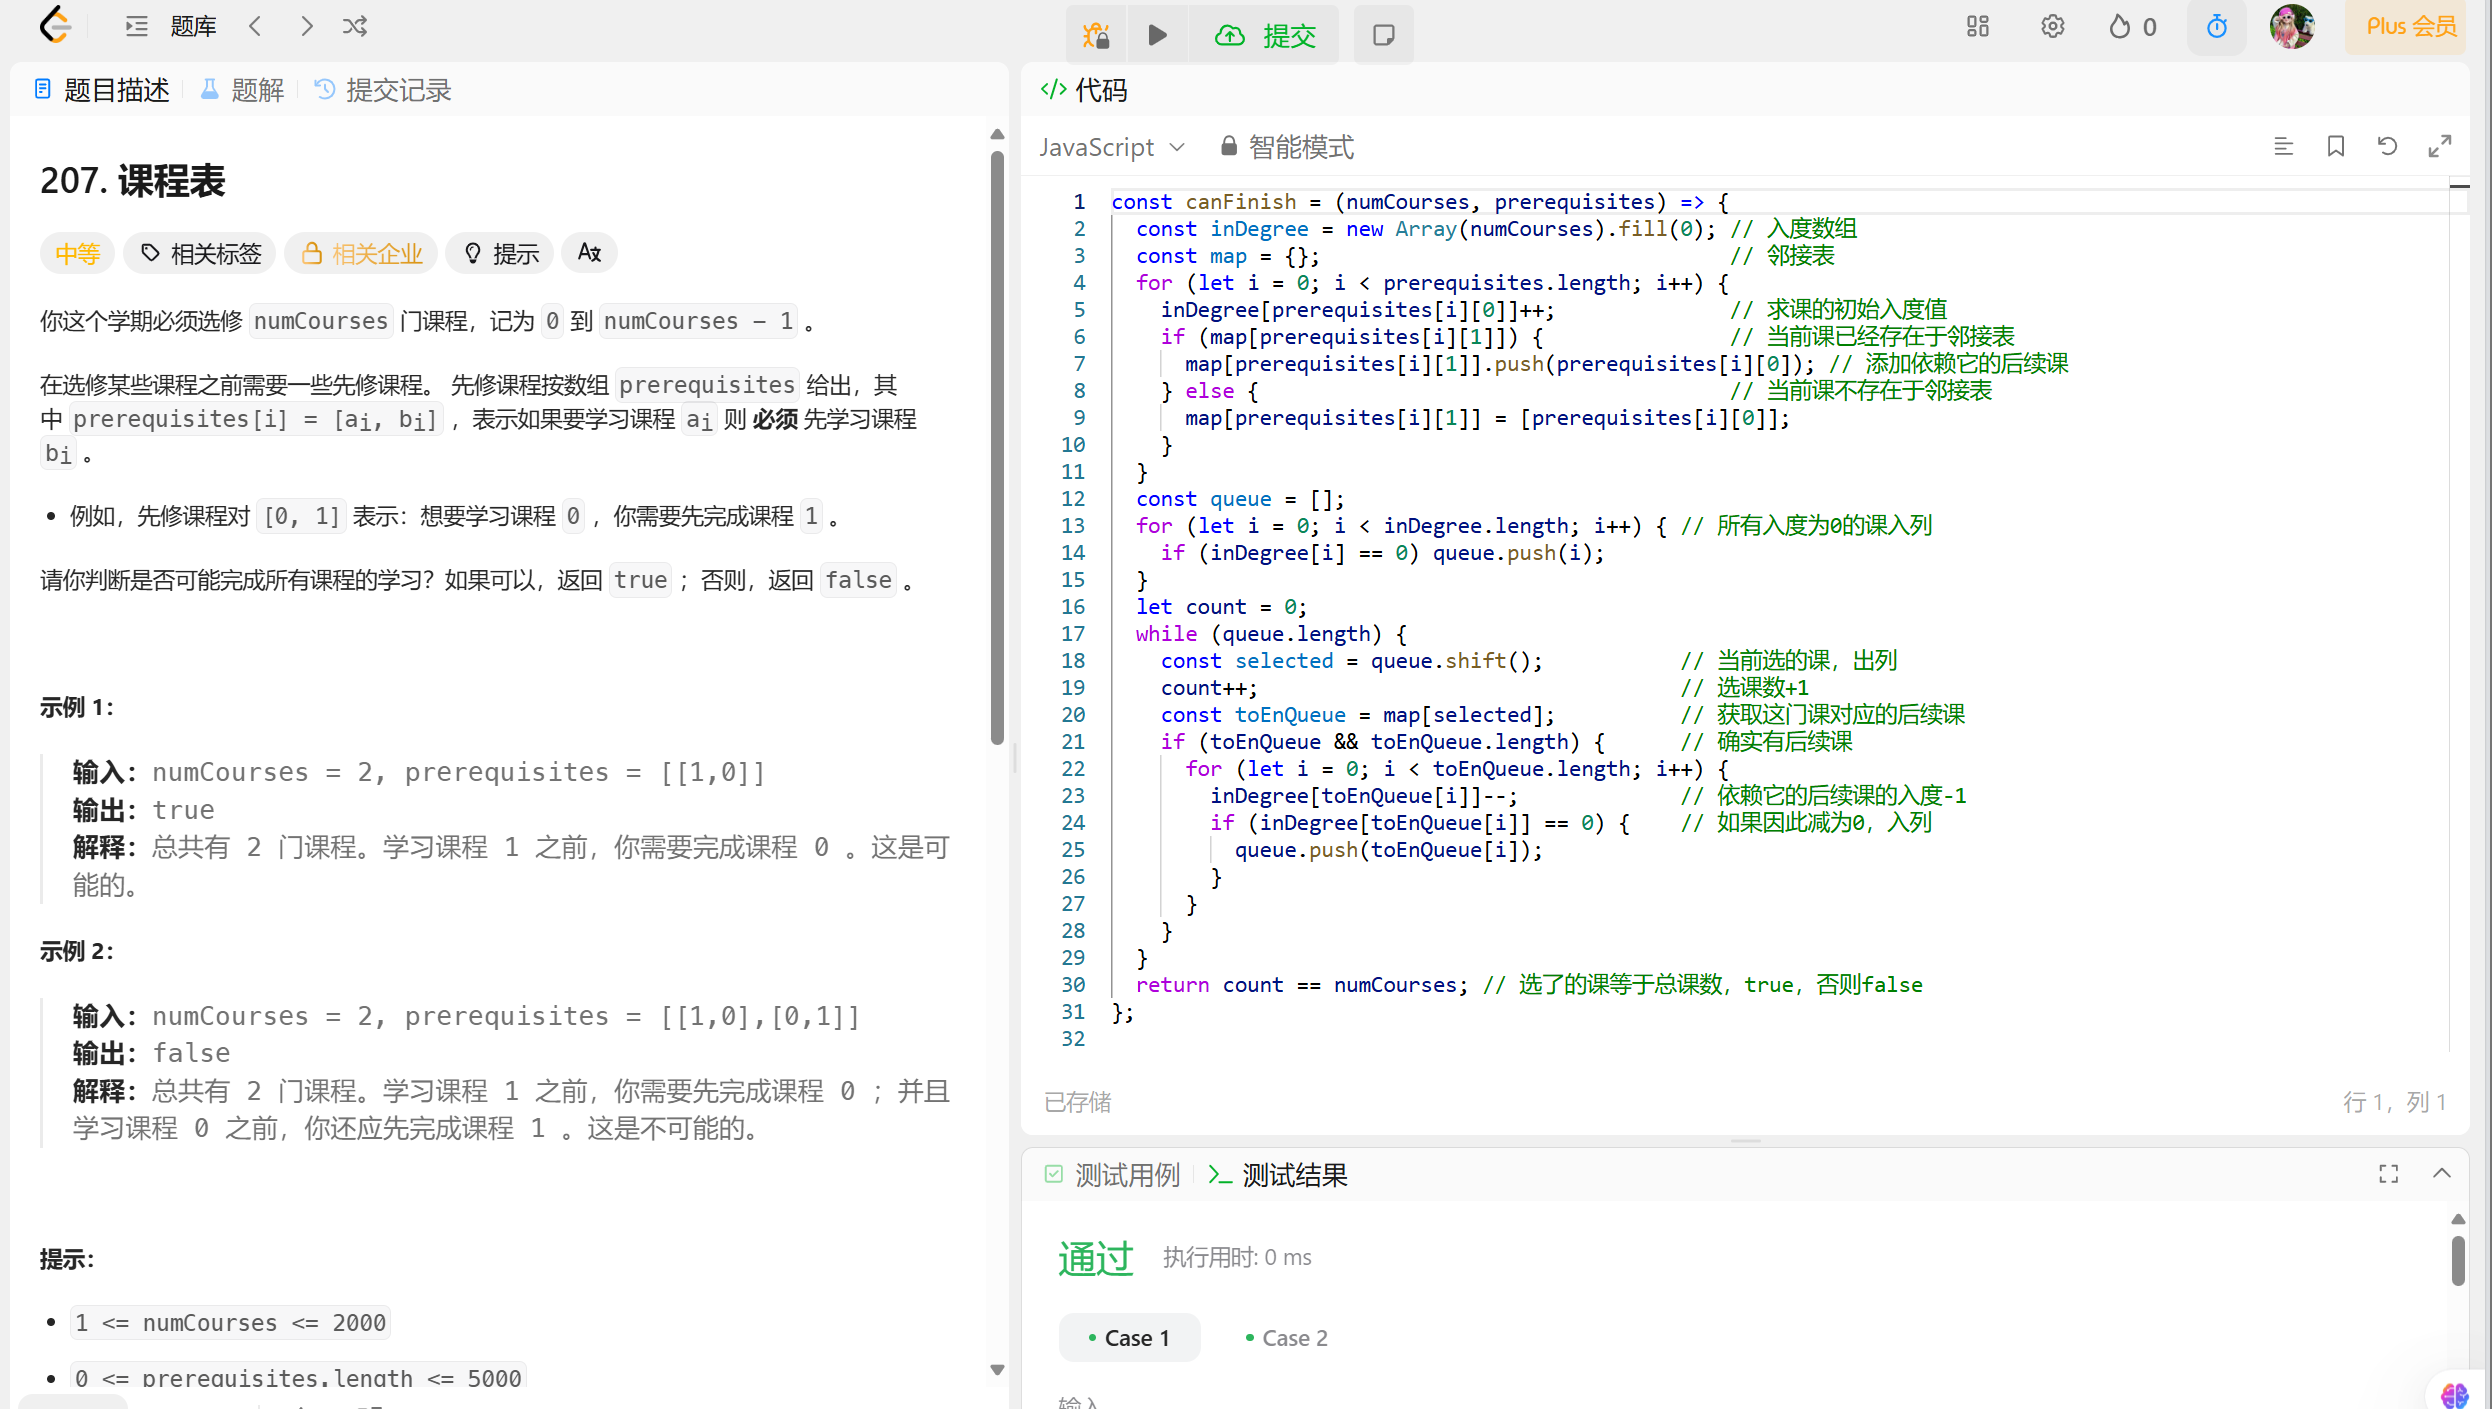 题库
提交
0
Plus 会员
题目描述
题解
提交记录
207. 课程表
中等
相关标签
相关企业
提示
你这个学期必须选修 numCourses 门课程，记为 0 到 numCourses - 1 。
在选修某些课程之前需要一些先修课程。 先修课程按数组 prerequisites 给出，其
中 prerequisites[i] = [ai, bi] ，表示如果要学习课程 ai 则 必须 先学习课程
bi 。
例如，先修课程对 [0, 1] 表示：想要学习课程 0 ，你需要先完成课程 1 。
请你判断是否可能完成所有课程的学习？如果可以，返回 true ；否则，返回 false 。
示例 1：
输入：numCourses = 2, prerequisites = [[1,0]]
输出：true
解释：总共有 2 门课程。学习课程 1 之前，你需要完成课程 0 。这是可
能的。
示例 2：
输入：numCourses = 2, prerequisites = [[1,0],[0,1]]
输出：false
解释：总共有 2 门课程。学习课程 1 之前，你需要先完成课程 0 ；并且
学习课程 0 之前，你还应先完成课程 1 。这是不可能的。
提示：
1 <= numCourses <= 2000
0 <= prerequisites.length <= 5000
代码
JavaScript
智能模式
1 const canFinish = (numCourses, prerequisites) => {
2 const inDegree = new Array(numCourses).fill(0); // 入度数组
3 const map = {}; // 邻接表
4 for (let i = 0; i < prerequisites.length; i++) {
5 inDegree[prerequisites[i][0]]++; // 求课的初始入度值
6 if (map[prerequisites[i][1]]) { // 当前课已经存在于邻接表
7 map[prerequisites[i][1]].push(prerequisites[i][0]); // 添加依赖它的后续课
8 } else { // 当前课不存在于邻接表
9 map[prerequisites[i][1]] = [prerequisites[i][0]];
10 }
11 }
12 const queue = [];
13 for (let i = 0; i < inDegree.length; i++) { // 所有入度为0的课入列
14 if (inDegree[i] == 0) queue.push(i);
15 }
16 let count = 0;
17 while (queue.length) {
18 const selected = queue.shift(); // 当前选的课，出列
19 count++; // 选课数+1
20 const toEnQueue = map[selected]; // 获取这门课对应的后续课
21 if (toEnQueue && toEnQueue.length) { // 确实有后续课
22 for (let i = 0; i < toEnQueue.length; i++) {
23 inDegree[toEnQueue[i]]--; // 依赖它的后续课的入度-1
24 if (inDegree[toEnQueue[i]] == 0) { // 如果因此减为0，入列
25 queue.push(toEnQueue[i]);
26 }
27 }
28 }
29 }
30 return count == numCourses; // 选了的课等于总课数，true，否则false
31 };
32
已存储
行 1，列 1
测试用例
测试结果
通过
执行用时: 0 ms
Case 1
Case 2
输入